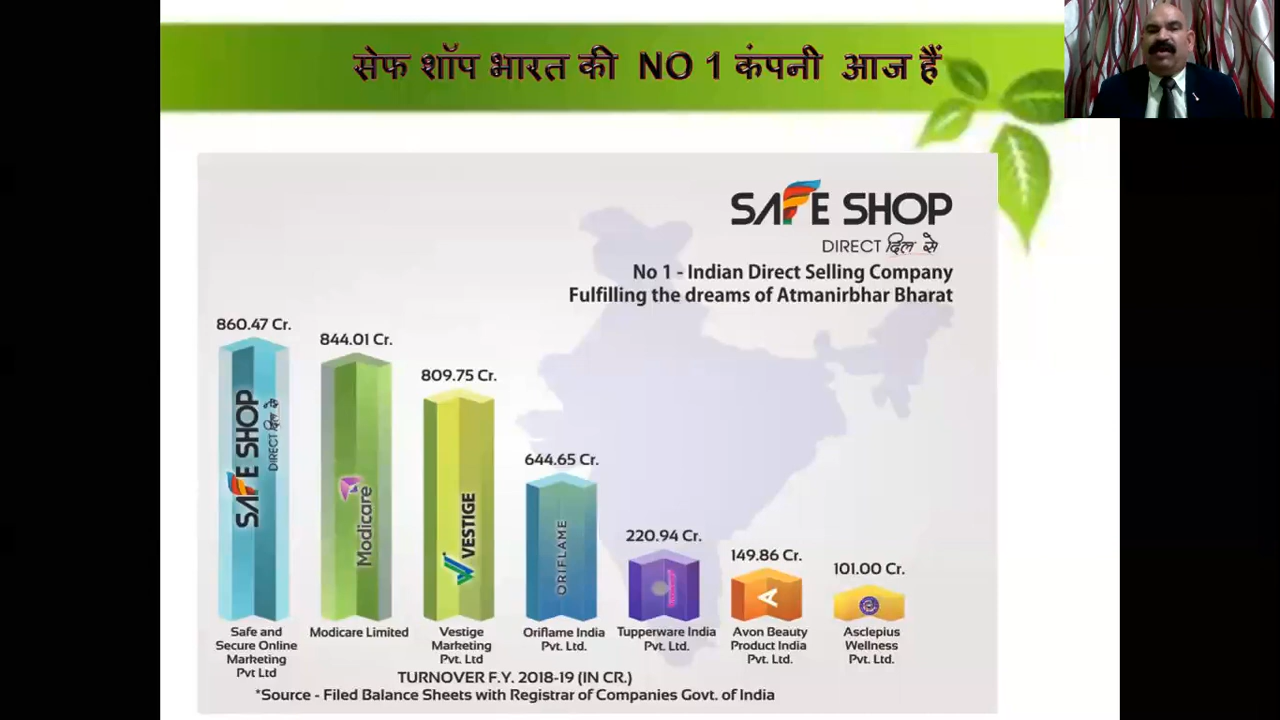 सेफ शॉप भारत की NO 1 कंपनी आज हैं
SAFE SHOP
DIRECT दिल से
No 1 - Indian Direct Selling Company
Fulfilling the dreams of Atmanirbhar Bharat
860.47 Cr.
844.01 Cr.
809.75 Cr.
644.65 Cr.
220.94 Cr.
149.86 Cr.
101.00 Cr.
SAFE SHOP
DIRECT दिल से
Modicare
VESTIGE
ORIFLAME
A
Safe and
Secure Online
Marketing
Pvt Ltd
Modicare Limited
Vestige
Marketing
Pvt. Ltd
Oriflame India
Pvt. Ltd.
Tupperware India
Pvt. Ltd.
Avon Beauty
Product India
Pvt. Ltd.
Asclepius
Wellness
Pvt. Ltd.
TURNOVER F.Y. 2018-19 (IN CR.)
*Source - Filed Balance Sheets with Registrar of Companies Govt. of India